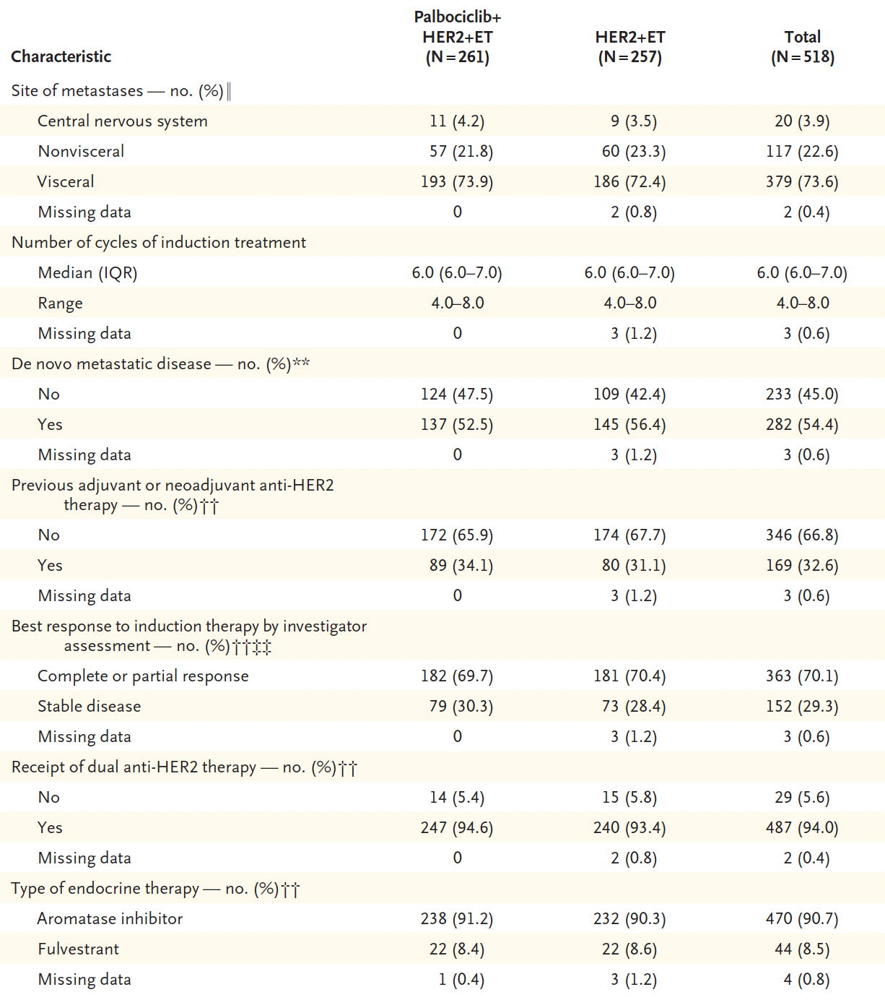 Palbociclib+
HER2+ET HER2+ET Total
Characteristic (N=261) (N=257) (N=518)
Site of metastases — no. (%)‖
Central nervous system 11 (4.2) 9 (3.5) 20 (3.9)
Nonvisceral 57 (21.8) 60 (23.3) 117 (22.6)
Visceral 193 (73.9) 186 (72.4) 379 (73.6)
Missing data 0 2 (0.8) 2 (0.4)
Number of cycles of induction treatment
Median (IQR) 6.0 (6.0–7.0) 6.0 (6.0–7.0) 6.0 (6.0–7.0)
Range 4.0–8.0 4.0–8.0 4.0–8.0
Missing data 0 3 (1.2) 3 (0.6)
De novo metastatic disease — no. (%)**
No 124 (47.5) 109 (42.4) 233 (45.0)
Yes 137 (52.5) 145 (56.4) 282 (54.4)
Missing data 0 3 (1.2) 3 (0.6)
Previous adjuvant or neoadjuvant anti-HER2
therapy — no. (%)††
No 172 (65.9) 174 (67.7) 346 (66.8)
Yes 89 (34.1) 80 (31.1) 169 (32.6)
Missing data 0 3 (1.2) 3 (0.6)
Best response to induction therapy by investigator
assessment — no. (%)††‡‡
Complete or partial response 182 (69.7) 181 (70.4) 363 (70.1)
Stable disease 79 (30.3) 73 (28.4) 152 (29.3)
Missing data 0 3 (1.2) 3 (0.6)
Receipt of dual anti-HER2 therapy — no. (%)††
No 14 (5.4) 15 (5.8) 29 (5.6)
Yes 247 (94.6) 240 (93.4) 487 (94.0)
Missing data 0 2 (0.8) 2 (0.4)
Type of endocrine therapy — no. (%)††
Aromatase inhibitor 238 (91.2) 232 (90.3) 470 (90.7)
Fulvestrant 22 (8.4) 22 (8.6) 44 (8.5)
Missing data 1 (0.4) 3 (1.2) 4 (0.8)